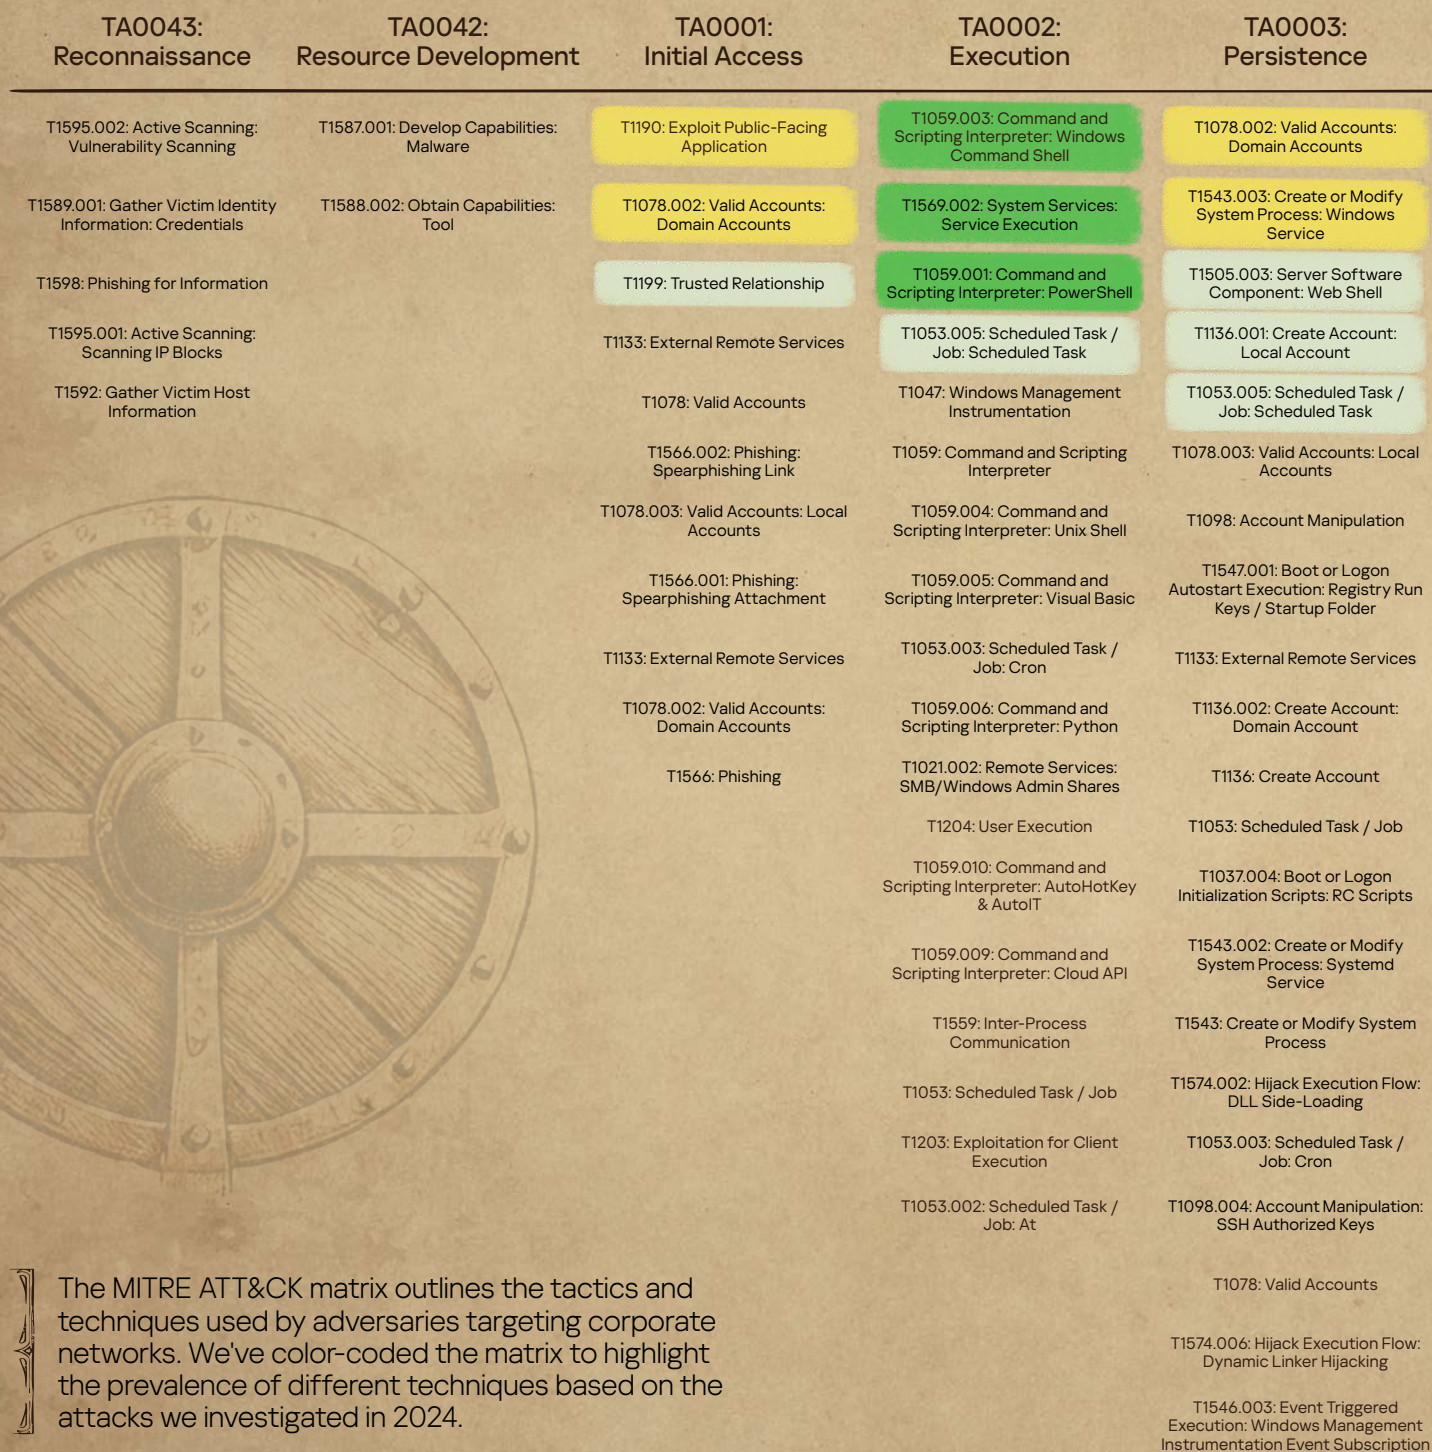 TA0043:
Reconnaissance
T1595.002: Active Scanning:
Vulnerability Scanning
T1589.001: Gather Victim Identity
Information: Credentials
T1598: Phishing for Information
T1595.001: Active Scanning:
Scanning IP Blocks
T1592: Gather Victim Host
Information
TA0042:
Resource Development
T1587.001: Develop Capabilities:
Malware
T1588.002: Obtain Capabilities:
Tool
TA0001:
Initial Access
T1190: Exploit Public-Facing
Application
T1078.002: Valid Accounts:
Domain Accounts
T1199: Trusted Relationship
T1133: External Remote Services
T1078: Valid Accounts
T1566.002: Phishing:
Spearphishing Link
T1078.003: Valid Accounts: Local
Accounts
T1566.001: Phishing:
Spearphishing Attachment
T1133: External Remote Services
T1078.002: Valid Accounts:
Domain Accounts
T1566: Phishing
TA0002:
Execution
T1059.003: Command and
Scripting Interpreter: Windows
Command Shell
T1569.002: System Services:
Service Execution
T1059.001: Command and
Scripting Interpreter: PowerShell
T1053.005: Scheduled Task /
Job: Scheduled Task
T1047: Windows Management
Instrumentation
T1059: Command and Scripting
Interpreter
T1059.004: Command and
Scripting Interpreter: Unix Shell
T1059.005: Command and
Scripting Interpreter: Visual Basic
T1053.003: Scheduled Task /
Job: Cron
T1059.006: Command and
Scripting Interpreter: Python
T1021.002: Remote Services:
SMB/Windows Admin Shares
T1204: User Execution
T1059.010: Command and
Scripting Interpreter: AutoHotKey
& AutoIT
T1059.009: Command and
Scripting Interpreter: Cloud API
T1559: Inter-Process
Communication
T1053: Scheduled Task / Job
T1203: Exploitation for Client
Execution
T1053.002: Scheduled Task /
Job: At
TA0003:
Persistence
T1078.002: Valid Accounts:
Domain Accounts
T1543.003: Create or Modify
System Process: Windows
Service
T1505.003: Server Software
Component: Web Shell
T1136.001: Create Account:
Local Account
T1053.005: Scheduled Task /
Job: Scheduled Task
T1078.003: Valid Accounts: Local
Accounts
T1098: Account Manipulation
T1547.001: Boot or Logon
Autostart Execution: Registry Run
Keys / Startup Folder
T1133: External Remote Services
T1136.002: Create Account:
Domain Account
T1136: Create Account
T1053: Scheduled Task / Job
T1037.004: Boot or Logon
Initialization Scripts: RC Scripts
T1543.002: Create or Modify
System Process: Systemd
Service
T1543: Create or Modify System
Process
T1574.002: Hijack Execution Flow:
DLL Side-Loading
T1053.003: Scheduled Task /
Job: Cron
T1098.004: Account Manipulation:
SSH Authorized Keys
T1078: Valid Accounts
T1574.006: Hijack Execution Flow:
Dynamic Linker Hijacking
T1546.003: Event Triggered
Execution: Windows Management
Instrumentation Event Subscription
The MITRE ATT&CK matrix outlines the tactics and
techniques used by adversaries targeting corporate
networks. We've color-coded the matrix to highlight
the prevalence of different techniques based on the
attacks we investigated in 2024.